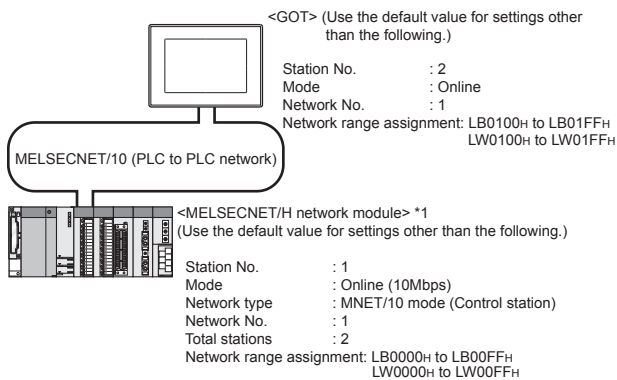 <GOT> (Use the default value for settings other
than the following.)
Station No. : 2
Mode : Online
Network No. : 1
Network range assignment: LB0100H to LB01FFH
LW0100H to LW01FFH
MELSECNET/10 (PLC to PLC network)
<MELSECNET/H network module> *1
(Use the default value for settings other than the following.)
Station No. : 1
Mode : Online (10Mbps)
Network type : MNET/10 mode (Control station)
Network No. : 1
Total stations : 2
Network range assignment: LB0000H to LB00FFH
LW0000H to LW00FFH